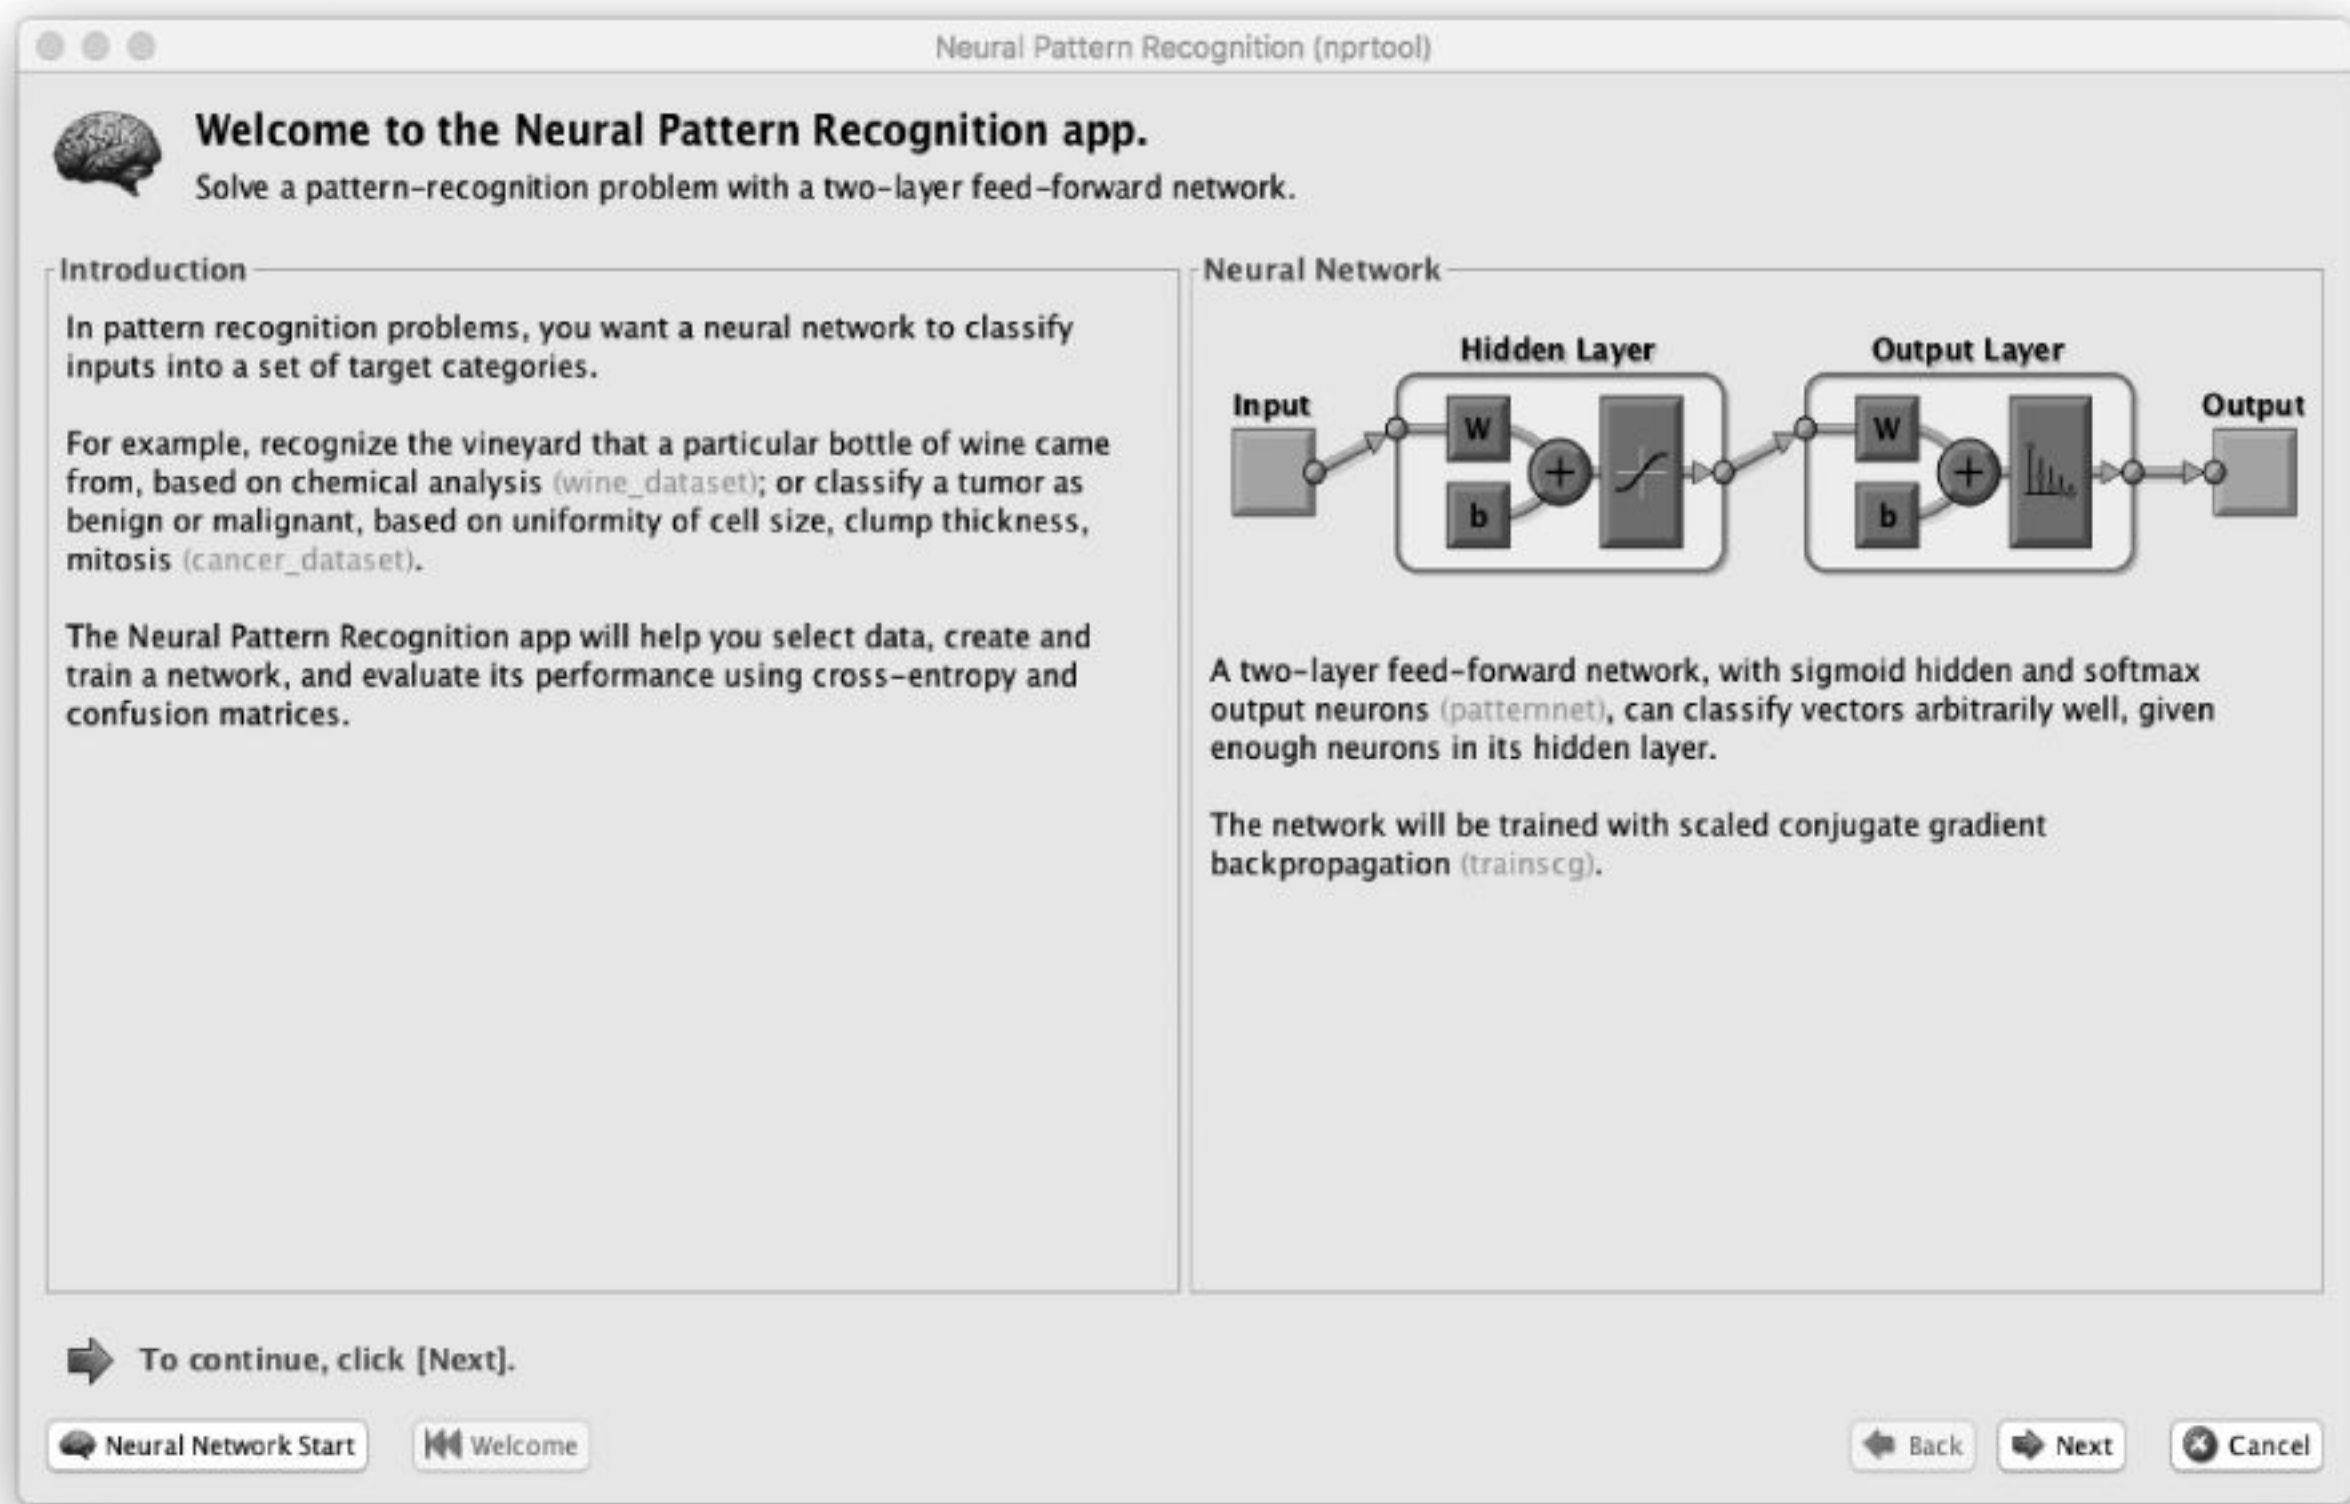 Neural Pattern Recognition (nprtool)
Welcome to the Neural Pattern Recognition app.
Solve a pattern-recognition problem with a two-layer feed-forward network.
Introduction
In pattern recognition problems, you want a neural network to classify
inputs into a set of target categories.
For example, recognize the vineyard that a particular bottle of wine came
from, based on chemical analysis (wine_dataset); or classify a tumor as
benign or malignant, based on uniformity of cell size, clump thickness,
mitosis (cancer_dataset).
The Neural Pattern Recognition app will help you select data, create and
train a network, and evaluate its performance using cross-entropy and
confusion matrices.
Neural Network
Hidden Layer
Output Layer
Input
Output
W
W
b
b
A two-layer feed-forward network, with sigmoid hidden and softmax
output neurons (patternnet), can classify vectors arbitrarily well, given
enough neurons in its hidden layer.
The network will be trained with scaled conjugate gradient
backpropagation (trainscg).
To continue, click [Next].
Neural Network Start
Welcome
Back
Next
Cancel